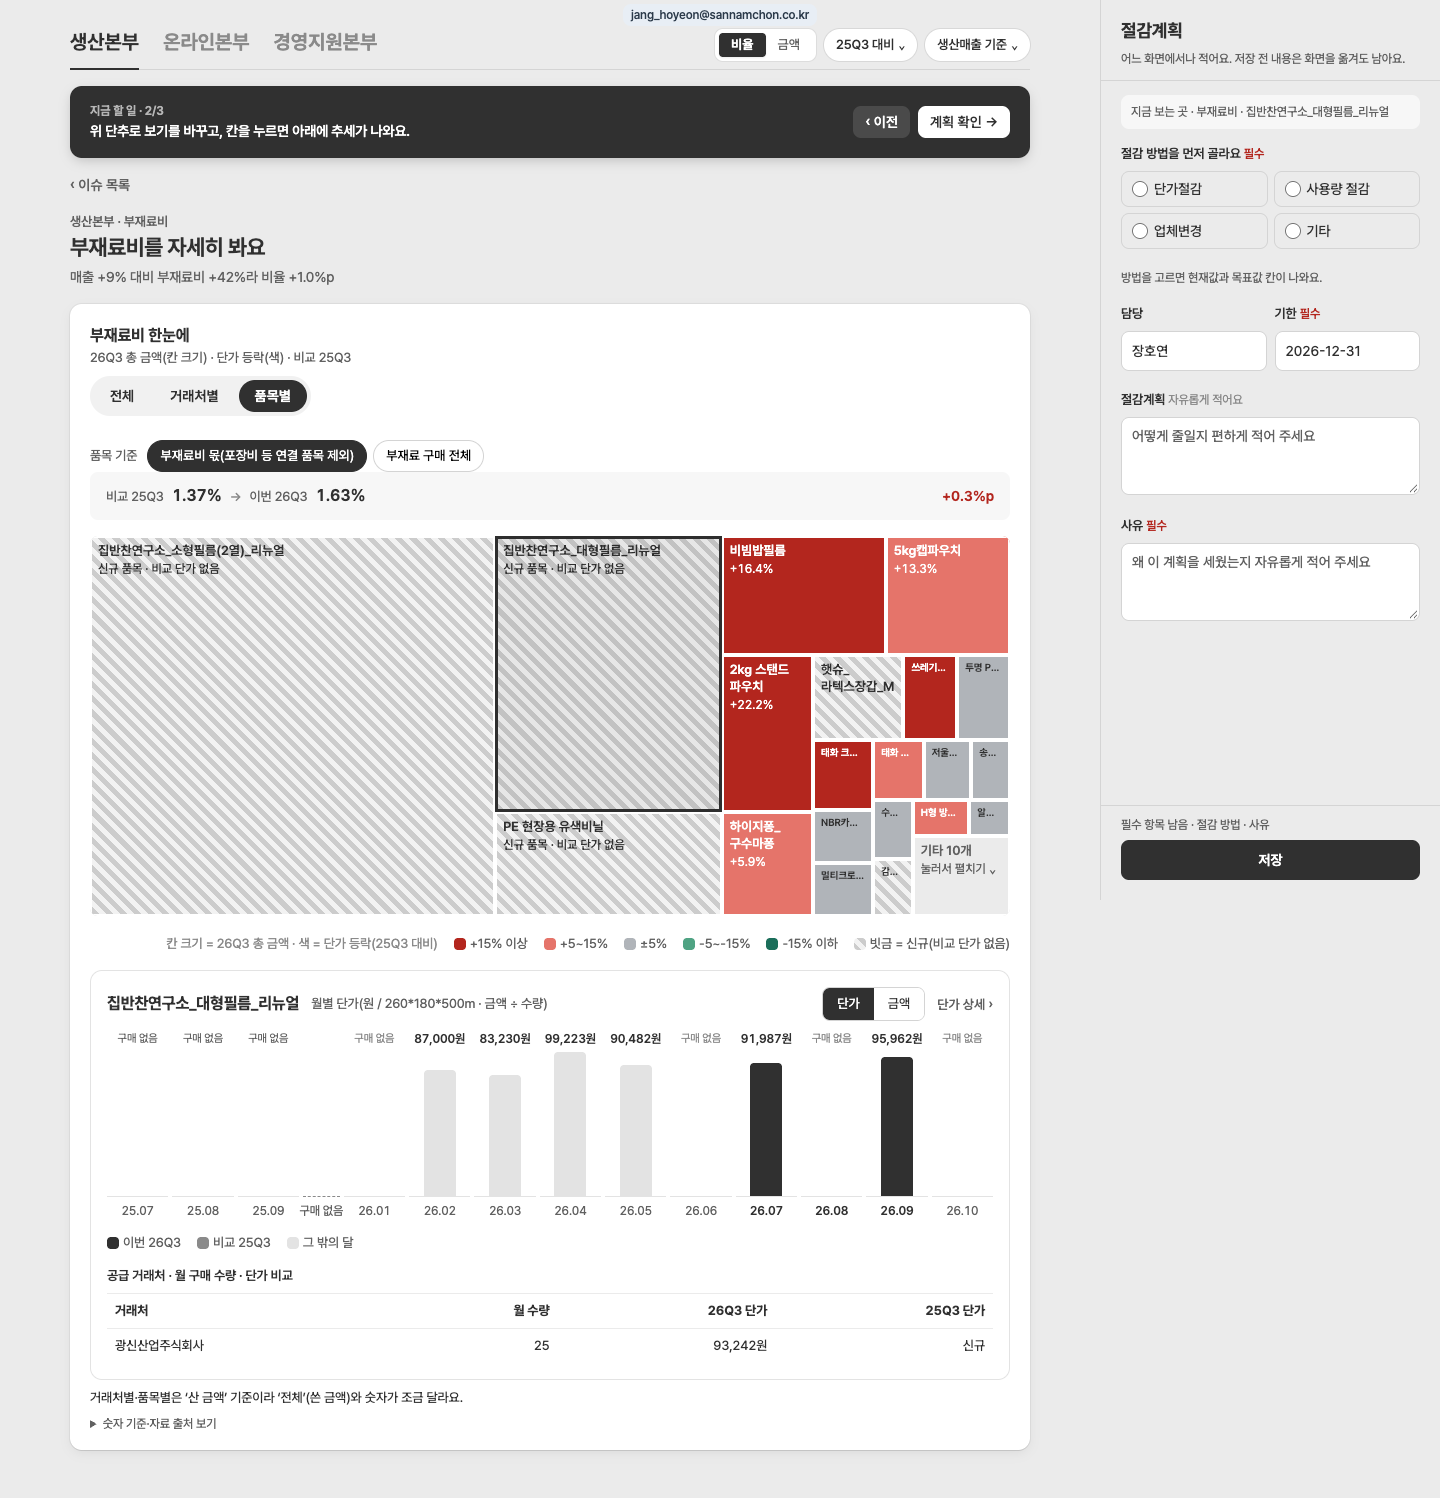 jang_hoyeon@sannamchon.co.kr
생산본부 온라인본부 경영지원본부
비율 금액 25Q3 대비 생산매출 기준
지금 할 일 · 2/3
위 단추로 보기를 바꾸고, 칸을 누르면 아래에 추세가 나와요.
‹ 이전 계획 확인 →
‹ 이슈 목록
생산본부 · 부재료비
부재료비를 자세히 봐요
매출 +9% 대비 부재료비 +42%라 비율 +1.0%p
부재료비 한눈에
26Q3 총 금액(칸 크기) · 단가 등락(색) · 비교 25Q3
전체 거래처별 품목별
품목 기준 부재료비 몫(포장비 등 연결 품목 제외) 부재료 구매 전체
비교 25Q3 1.37% → 이번 26Q3 1.63% +0.3%p
집반찬연구소_소형필름(2열)_리뉴얼
신규 품목 · 비교 단가 없음
집반찬연구소_대형필름_리뉴얼
신규 품목 · 비교 단가 없음
PE 현장용 유색비닐
신규 품목 · 비교 단가 없음
비빔밥필름
+16.4%
5kg캡파우치
+13.3%
2kg 스탠드
파우치
+22.2%
햇슈_
라텍스장갑_M
쓰레기...
투명 P...
태화 크...
태화 ...
저울...
송...
하이지퐁_
구수마퐁
+5.9%
NBR카...
수...
H형 방...
알...
멀티크로...
감...
기타 10개
눌러서 펼치기
칸 크기 = 26Q3 총 금액 · 색 = 단가 등락(25Q3 대비) +15% 이상 +5~15% ±5% -5~-15% -15% 이하 빗금 = 신규(비교 단가 없음)
집반찬연구소_대형필름_리뉴얼 월별 단가(원 / 260*180*500m · 금액 ÷ 수량) 단가 금액 단가 상세 ›
구매 없음 구매 없음 구매 없음 구매 없음 87,000원 83,230원 99,223원 90,482원 구매 없음 91,987원 구매 없음 95,962원 구매 없음
25.07 25.08 25.09 구매 없음 26.01 26.02 26.03 26.04 26.05 26.06 26.07 26.08 26.09 26.10
이번 26Q3 비교 25Q3 그 밖의 달
공급 거래처 · 월 구매 수량 · 단가 비교
거래처 월 수량 26Q3 단가 25Q3 단가
광신산업주식회사 25 93,242원 신규
거래처별·품목별은 ‘산 금액’ 기준이라 ‘전체’(쓴 금액)와 숫자가 조금 달라요.
▶ 숫자 기준·자료 출처 보기
절감계획
어느 화면에서나 적어요. 저장 전 내용은 화면을 옮겨도 남아요.
지금 보는 곳 · 부재료비 · 집반찬연구소_대형필름_리뉴얼
절감 방법을 먼저 골라요 필수
단가절감 사용량 절감
업체변경 기타
방법을 고르면 현재값과 목표값 칸이 나와요.
담당 기한 필수
장호연 2026-12-31
절감계획 자유롭게 적어요
어떻게 줄일지 편하게 적어 주세요
사유 필수
왜 이 계획을 세웠는지 자유롭게 적어 주세요
필수 항목 남음 · 절감 방법 · 사유
저장